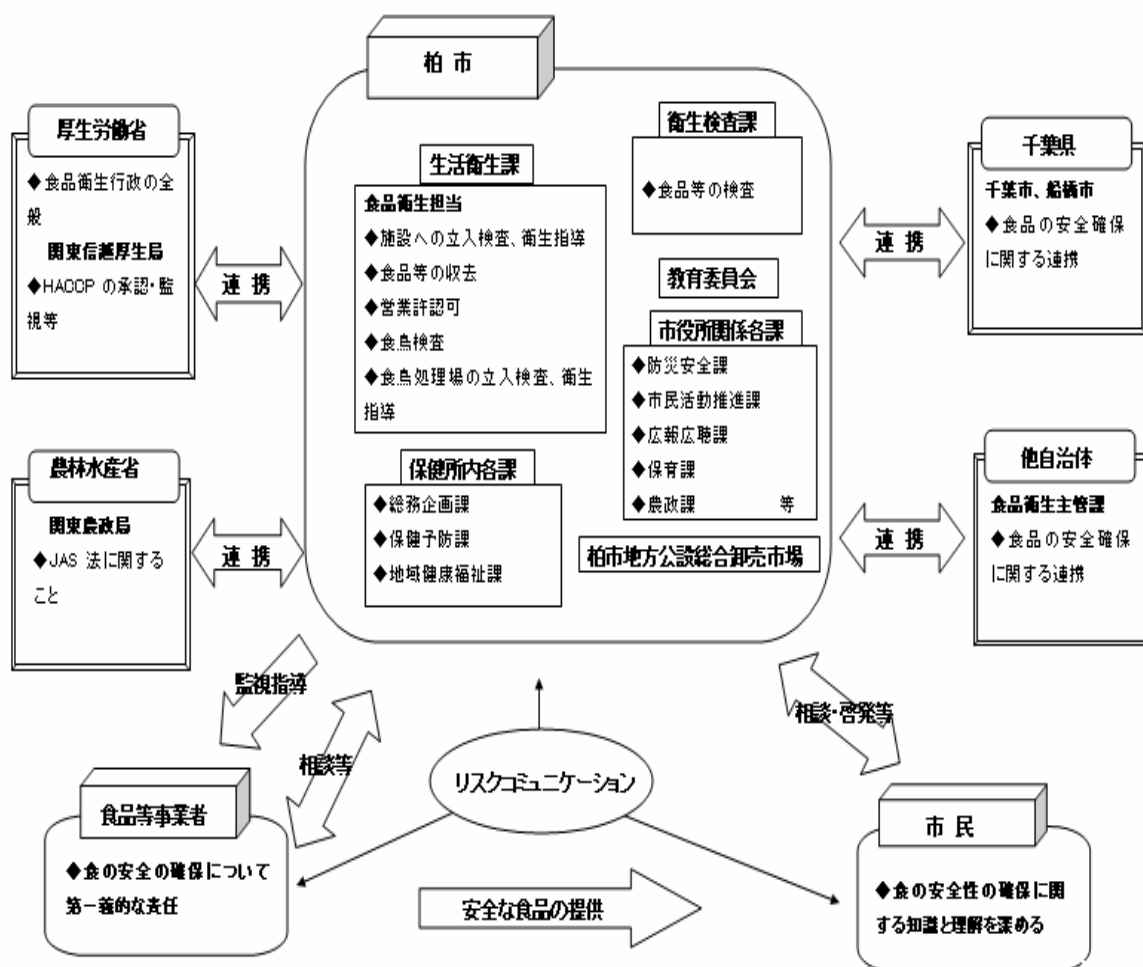 柏 市
厚生労働省
◆食品衛生行政の全
般
関東信越厚生局
◆HACCP の承認・監
視等
連 携
農林水産省
関東農政局
◆JAS 法に関する
こと
連 携
生活衛生課
食品衛生担当
◆施設への立入検査、衛生指導
◆食品等の収去
◆営業許認可
◆食鳥検査
◆食鳥処理場の立入検査、衛生
指導
保健所内各課
◆総務企画課
◆保健予防課
◆地域健康福祉課
衛生検査課
◆食品等の検査
教育委員会
市役所関係各課
◆防災安全課
◆市民活動推進課
◆広報広聴課
◆保育課
◆農政課 等
柏市地方公設総合卸売市場
連 携
千葉県
千葉市、船橋市
◆食品の安全確保
に関する連携
連 携
他自治体
食品衛生主管課
◆食品の安全確保
に関する連携
監視指導
相談等
リスクコミュニケーション
相談・啓発等
食品等事業者
◆食の安全の確保について
第一義的な責任
安全な食品の提供
市 民
◆食の安全性の確保に関
する知識と理解を深める